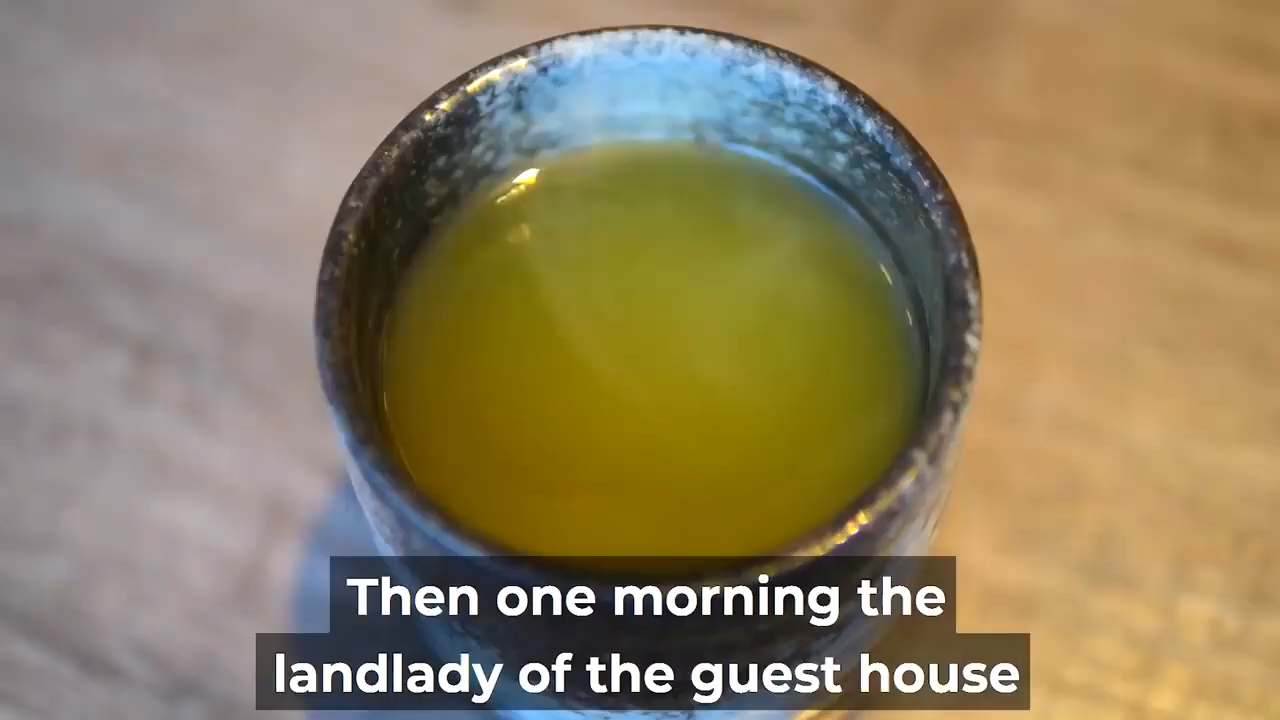 Then one morning the
landlady of the guest house